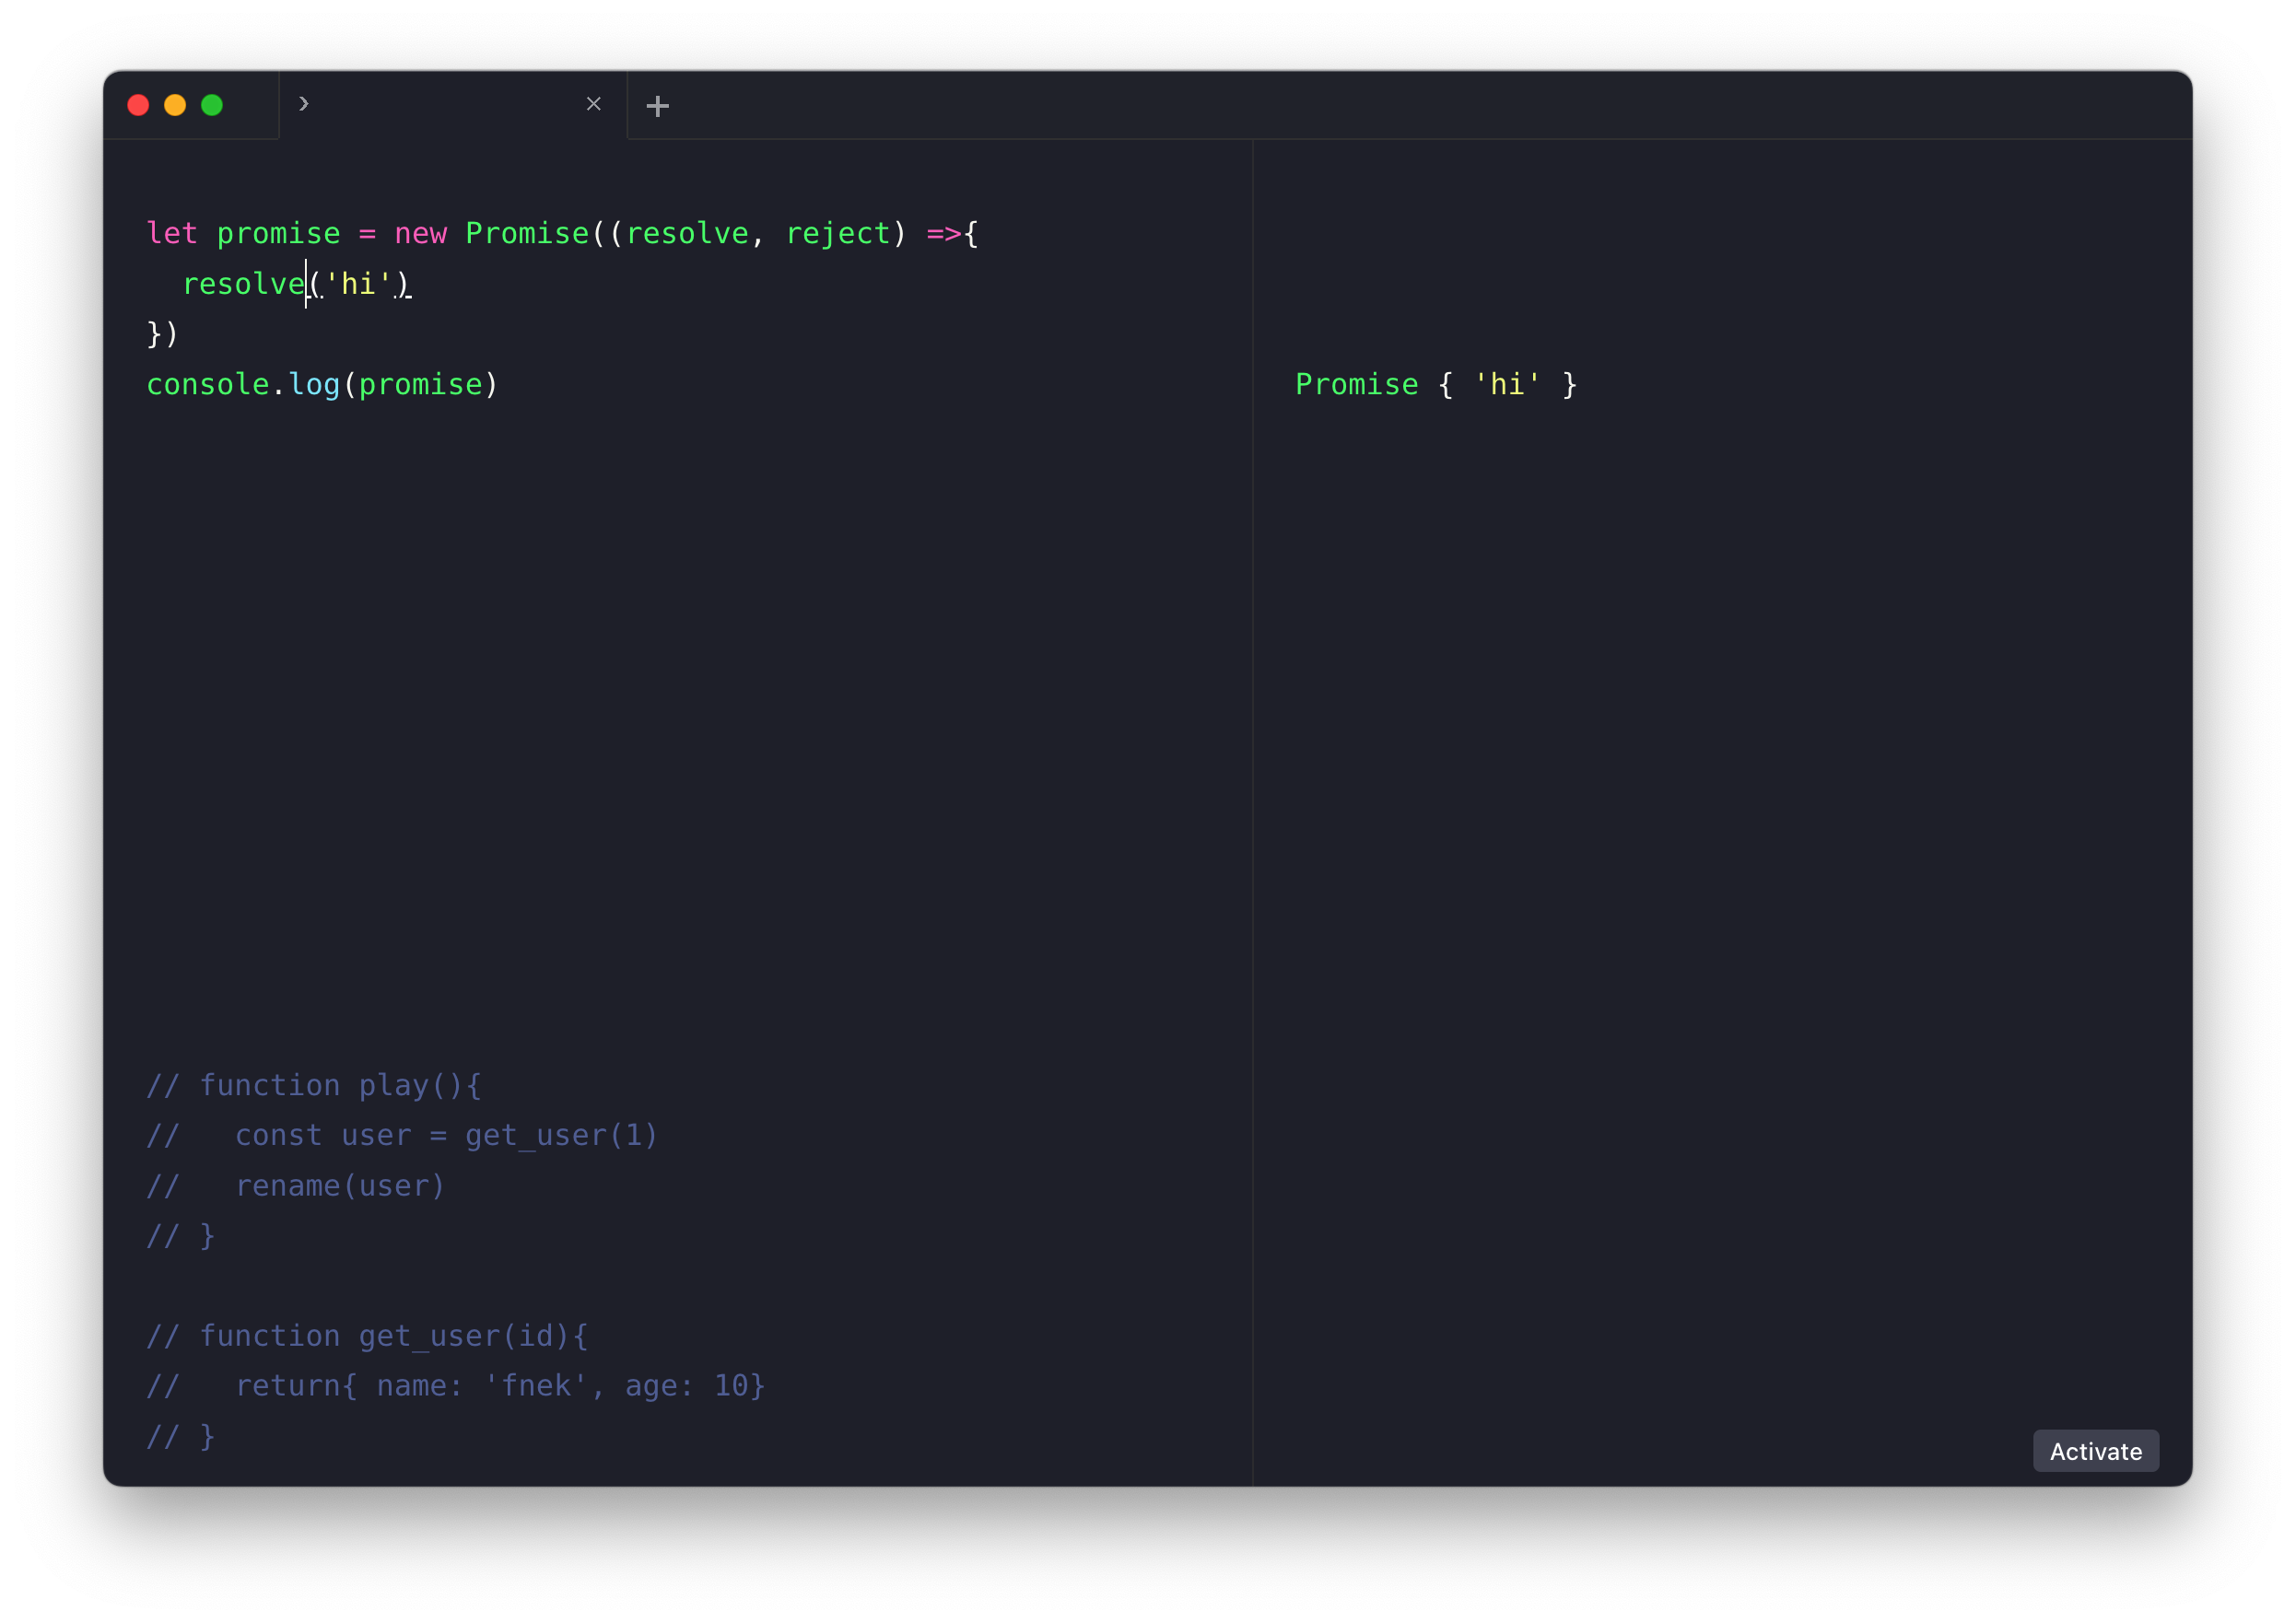 let promise = new Promise((resolve, reject) =>{
  resolve('hi')
})
console.log(promise)
Promise { 'hi' }
// function play(){
//   const user = get_user(1)
//   rename(user)
// }
// function get_user(id){
//   return{ name: 'fnek', age: 10}
// }
Activate